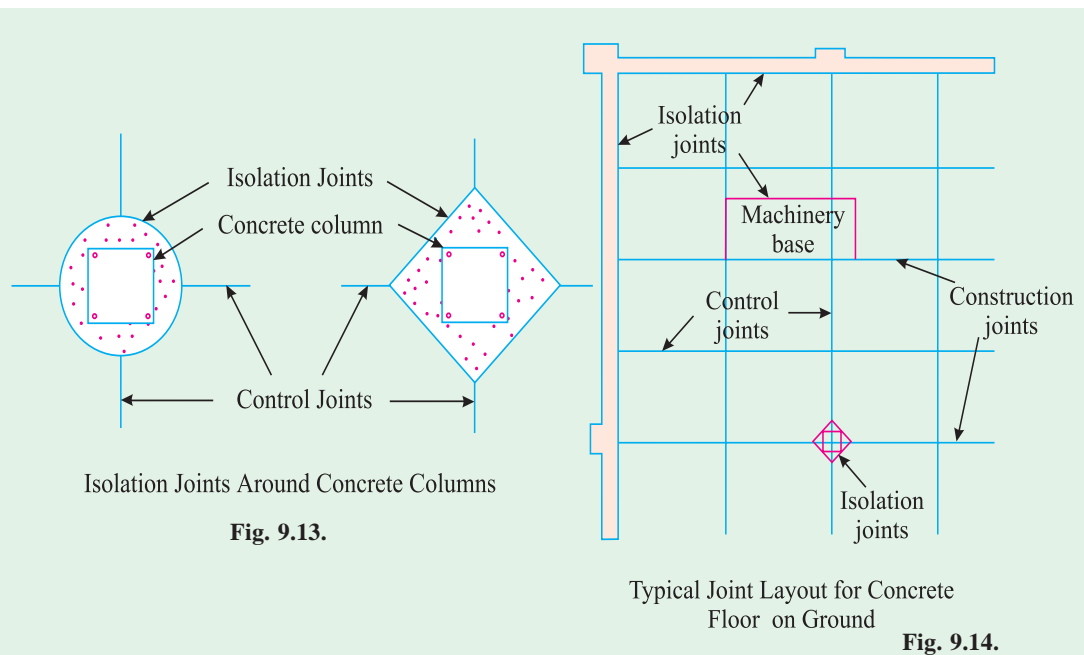 Isolation Joints
Concrete column
Control Joints
Isolation Joints Around Concrete Columns
Fig. 9.13.
Isolation
joints
Machinery
base
Control
joints
Construction
joints
Isolation
joints
Typical Joint Layout for Concrete
Floor on Ground
Fig. 9.14.